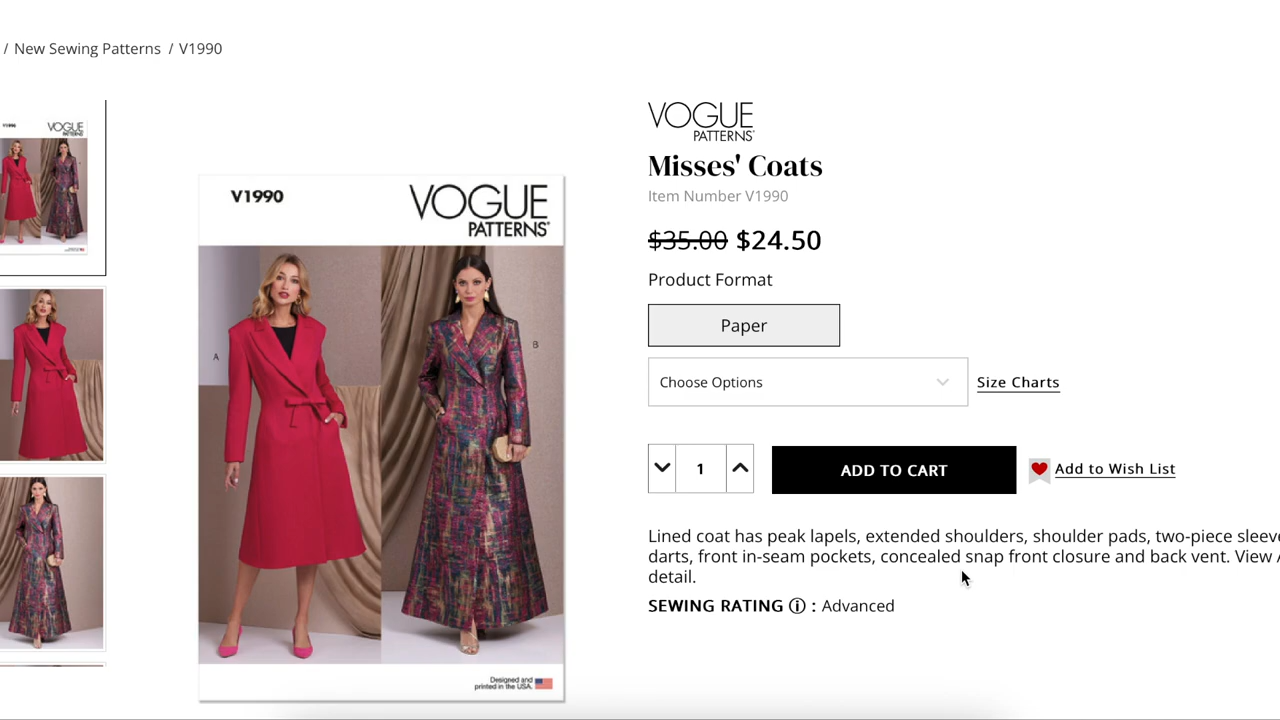 / New Sewing Patterns / V1990
V1990
VOGUE
PATTERNS
VOGUE
PATTERNS
Misses' Coats
Item Number V1990
$35.00 $24.50
Product Format
Paper
Choose Options
Size Charts
1
ADD TO CART
Add to Wish List
Lined coat has peak lapels, extended shoulders, shoulder pads, two-piece sleeve
darts, front in-seam pockets, concealed snap front closure and back vent. View A
detail.
SEWING RATING ⓘ : Advanced
V1990
VOGUE
PATTERNS®
A
B
Designed and
printed in the USA.